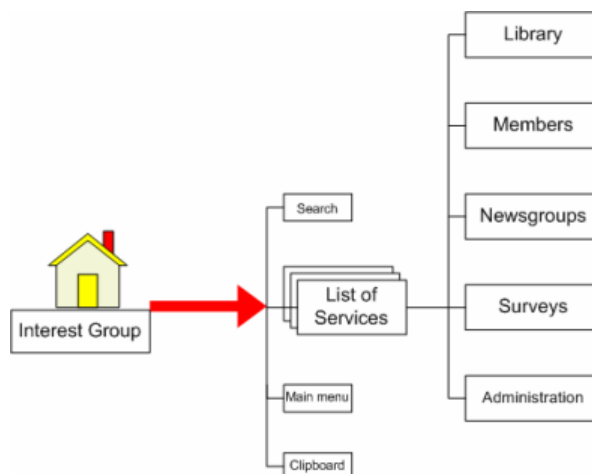 Library
Members
Search
Newsgroups
List of
Services
Surveys
Interest Group
Main menu
Administration
Clipboard